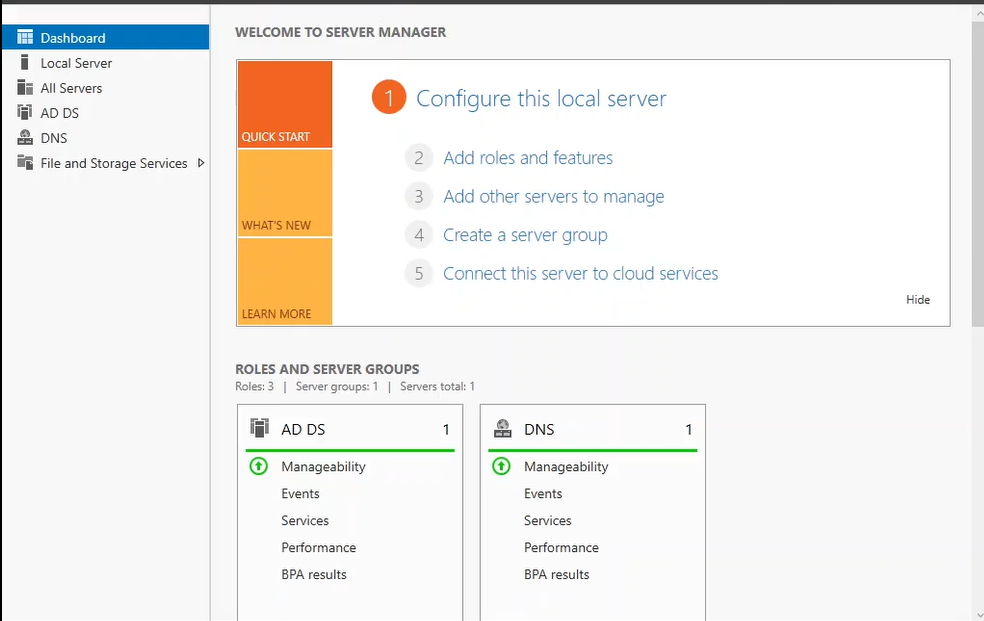 Dashboard
Local Server
All Servers
AD DS
DNS
File and Storage Services
WELCOME TO SERVER MANAGER
QUICK START
WHAT'S NEW
LEARN MORE
1 Configure this local server
2 Add roles and features
3 Add other servers to manage
4 Create a server group
5 Connect this server to cloud services
Hide
ROLES AND SERVER GROUPS
Roles: 3 | Server groups: 1 | Servers total: 1
AD DS 1
Manageability
Events
Services
Performance
BPA results
DNS 1
Manageability
Events
Services
Performance
BPA results